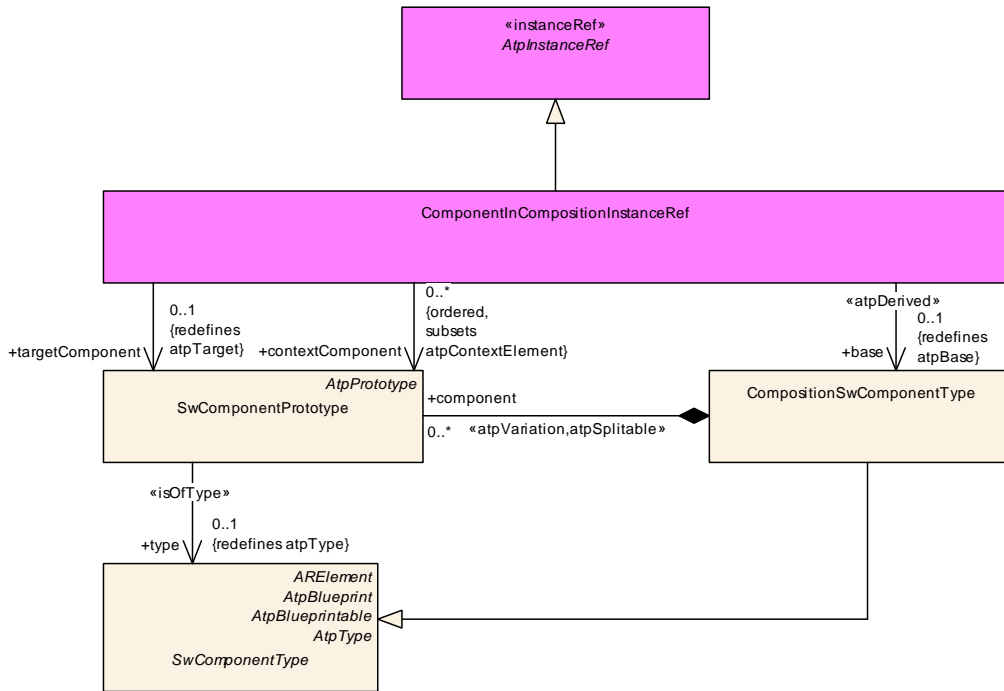 «instanceRef»
AtpInstanceRef
ComponentInCompositionInstanceRef
0..1
{redefines
atpTarget}
+targetComponent
0..*
{ordered,
subsets
atpContextElement}
+contextComponent
«atpDerived»
0..1
{redefines
atpBase}
+base
AtpPrototype
SwComponentPrototype
+component
0..*
«atpVariation,atpSplitable»
CompositionSwComponentType
«isOfType»
0..1
{redefines atpType}
+type
ARElement
AtpBlueprint
AtpBlueprintable
AtpType
SwComponentType